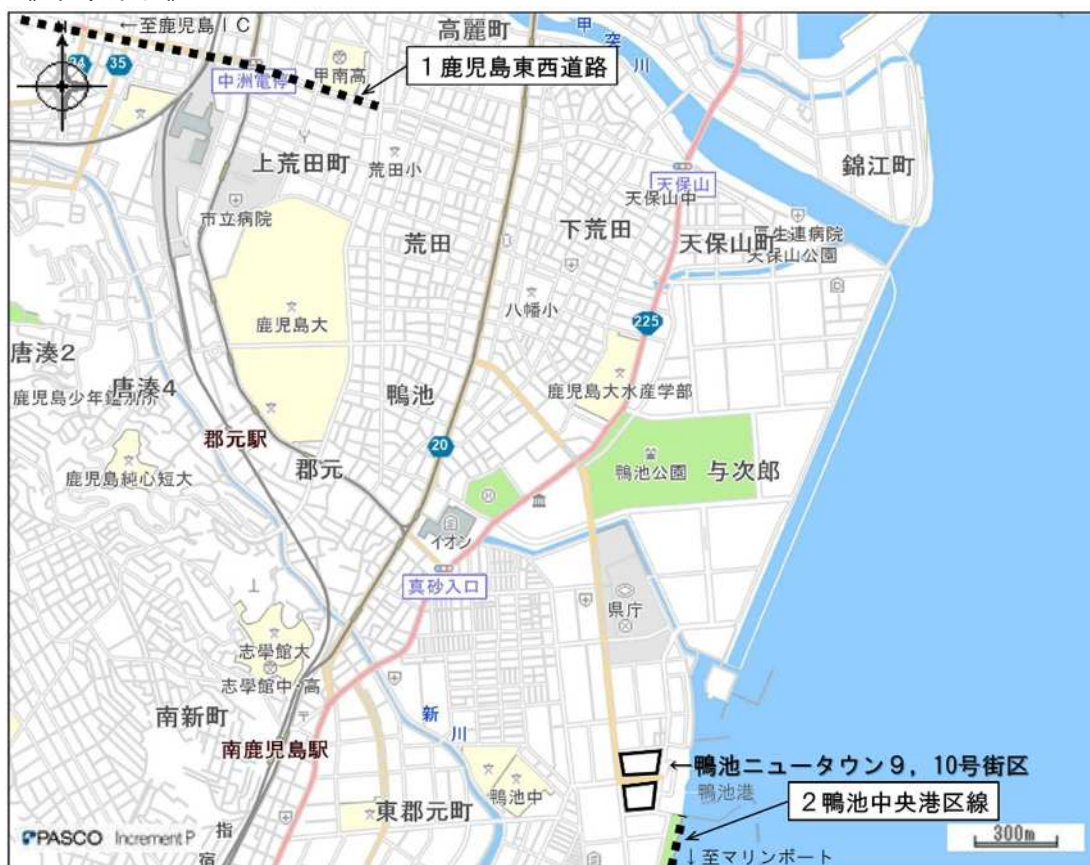 ←至鹿児島IC
高麗町
甲突川
24
35
甲南高
1鹿児島東西道路
中洲電停
上荒田町
荒田小
天保山
天保山中
錦江町
市立病院
荒田
下荒田
天保山町
厚生連病院
天保山公園
八幡小
225
鹿児島大
唐湊2
唐湊4
鹿児島少年鑑別所
鴨池
鹿児島大水産学部
郡元駅
20
郡元
鹿児島純心短大
鴨池公園
与次郎
イオン
真砂入口
県庁
志學館大
志學館中・高
南新町
新川
南鹿児島駅
←鴨池ニュータウン9，10号街区
鴨池中
鴨池港
東郡元町
2鴨池中央港区線
PASCO Increment P
指宿
300m
↓至マリンポート